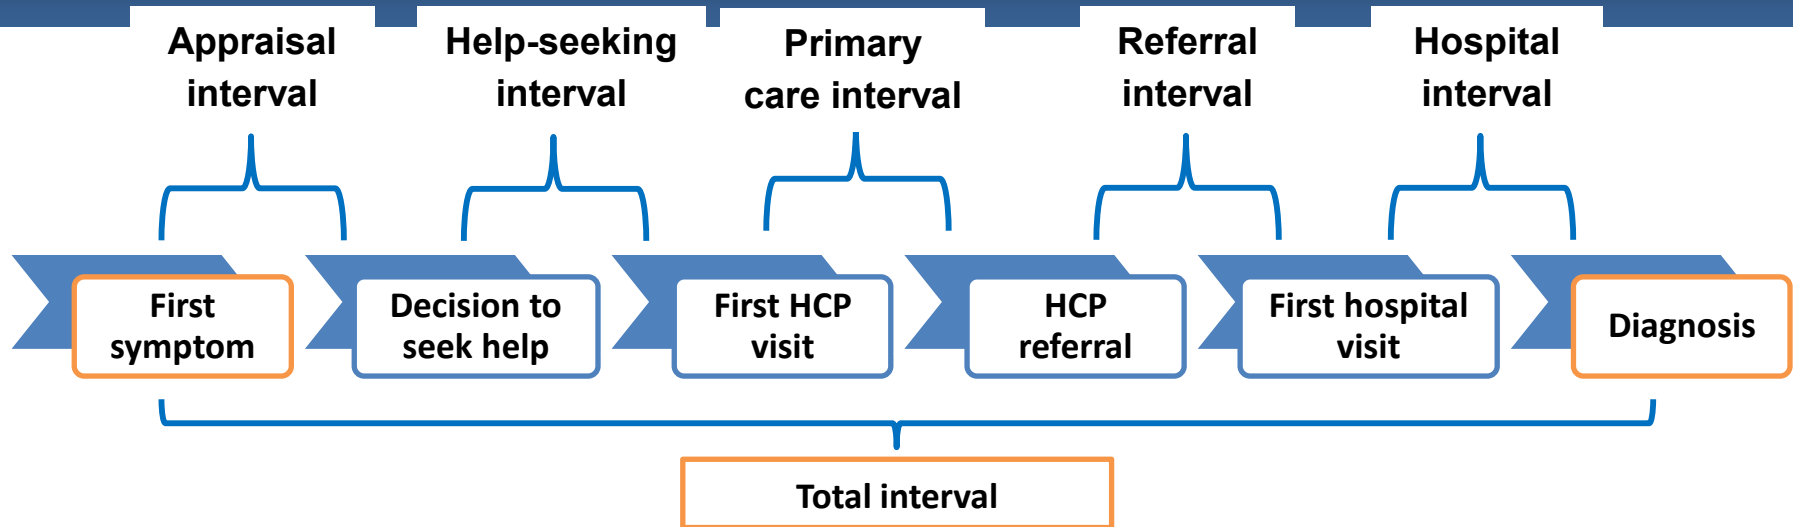 Appraisal
interval
Help-seeking
interval
Primary
care interval
Referral
interval
Hospital
interval
First
symptom
Decision to
seek help
First HCP
visit
HCP
referral
First hospital
visit
Diagnosis
Total interval